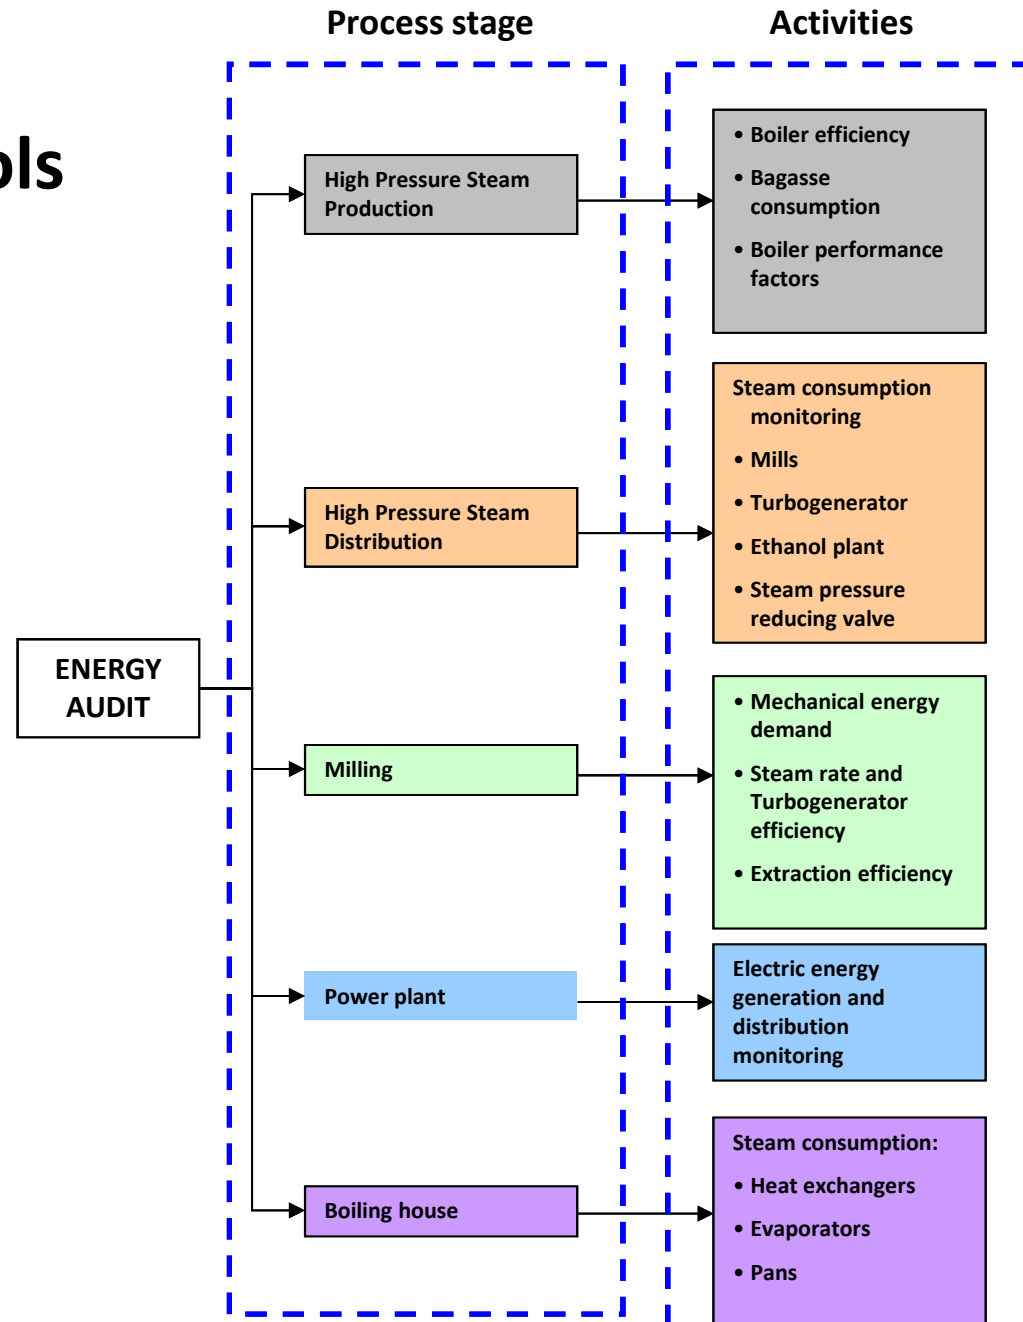 Process stage
Activities
ols
High Pressure Steam
Production
• Boiler efficiency
• Bagasse
consumption
• Boiler performance
factors
High Pressure Steam
Distribution
Steam consumption
monitoring
• Mills
• Turbogenerator
• Ethanol plant
• Steam pressure
reducing valve
ENERGY
AUDIT
Milling
• Mechanical energy
demand
• Steam rate and
Turbogenerator
efficiency
• Extraction efficiency
Power plant
Electric energy
generation and
distribution
monitoring
Boiling house
Steam consumption:
• Heat exchangers
• Evaporators
• Pans